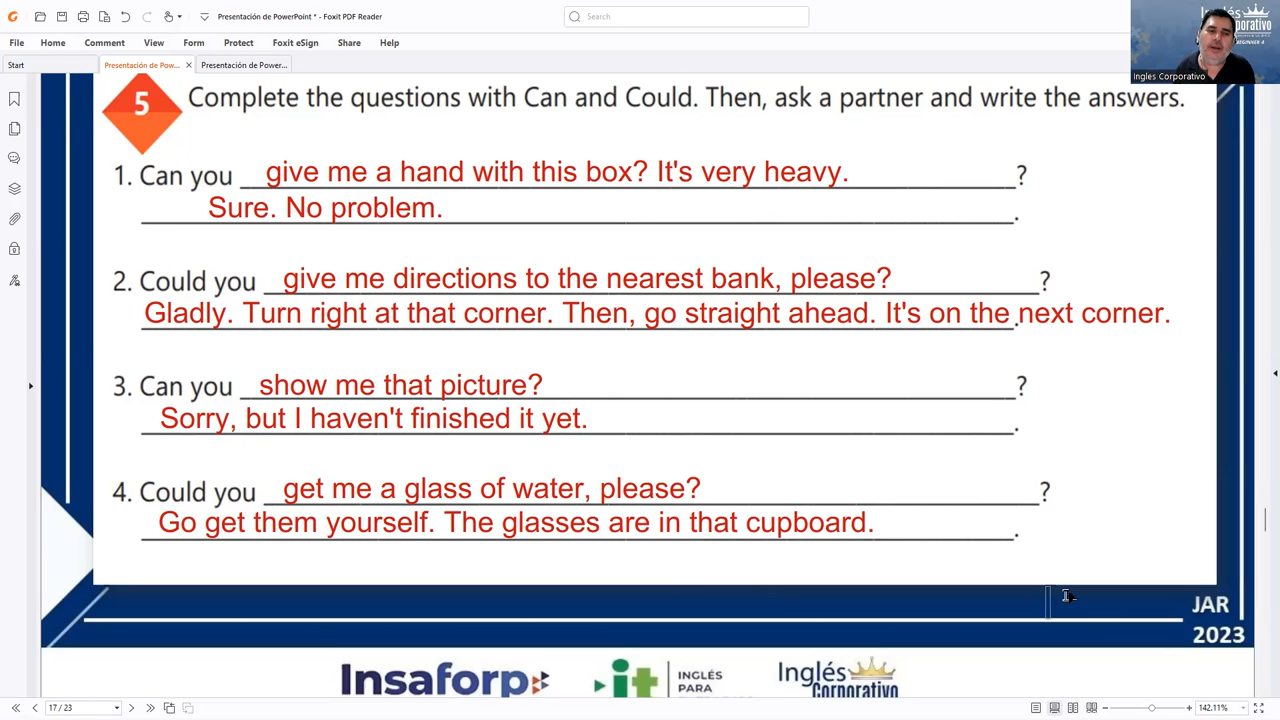 Presentación de PowerPoint * - Foxit PDF Reader
Search
File Home Comment View Form Protect Foxit eSign Share Help
Start
Presentación de Pow...
Presentación de Power...
Inglés
Corporativo
BEGINNER 4
Ingles Corporativo
5 Complete the questions with Can and Could. Then, ask a partner and write the answers.
1. Can you give me a hand with this box? It's very heavy. ?
Sure. No problem. .
2. Could you give me directions to the nearest bank, please? ?
Gladly. Turn right at that corner. Then, go straight ahead. It's on the next corner. .
3. Can you show me that picture? ?
Sorry, but I haven't finished it yet. .
4. Could you get me a glass of water, please? ?
Go get them yourself. The glasses are in that cupboard. .
JAR
2023
Insaforp
it
INGLÉS
PARA
Inglés
Corporativo
17 / 23
142.11%